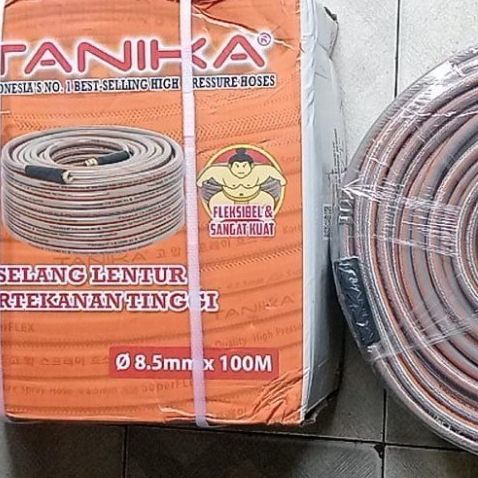 TANIKA®
ONESIA'S NO. 1 BEST-SELLING HIGH PRESSURE HOSES
FLEKSIBEL &
SANGAT KUAT
SELANG LENTUR
RTEKANAN TINGGI
Ø 8.5mm x 100M